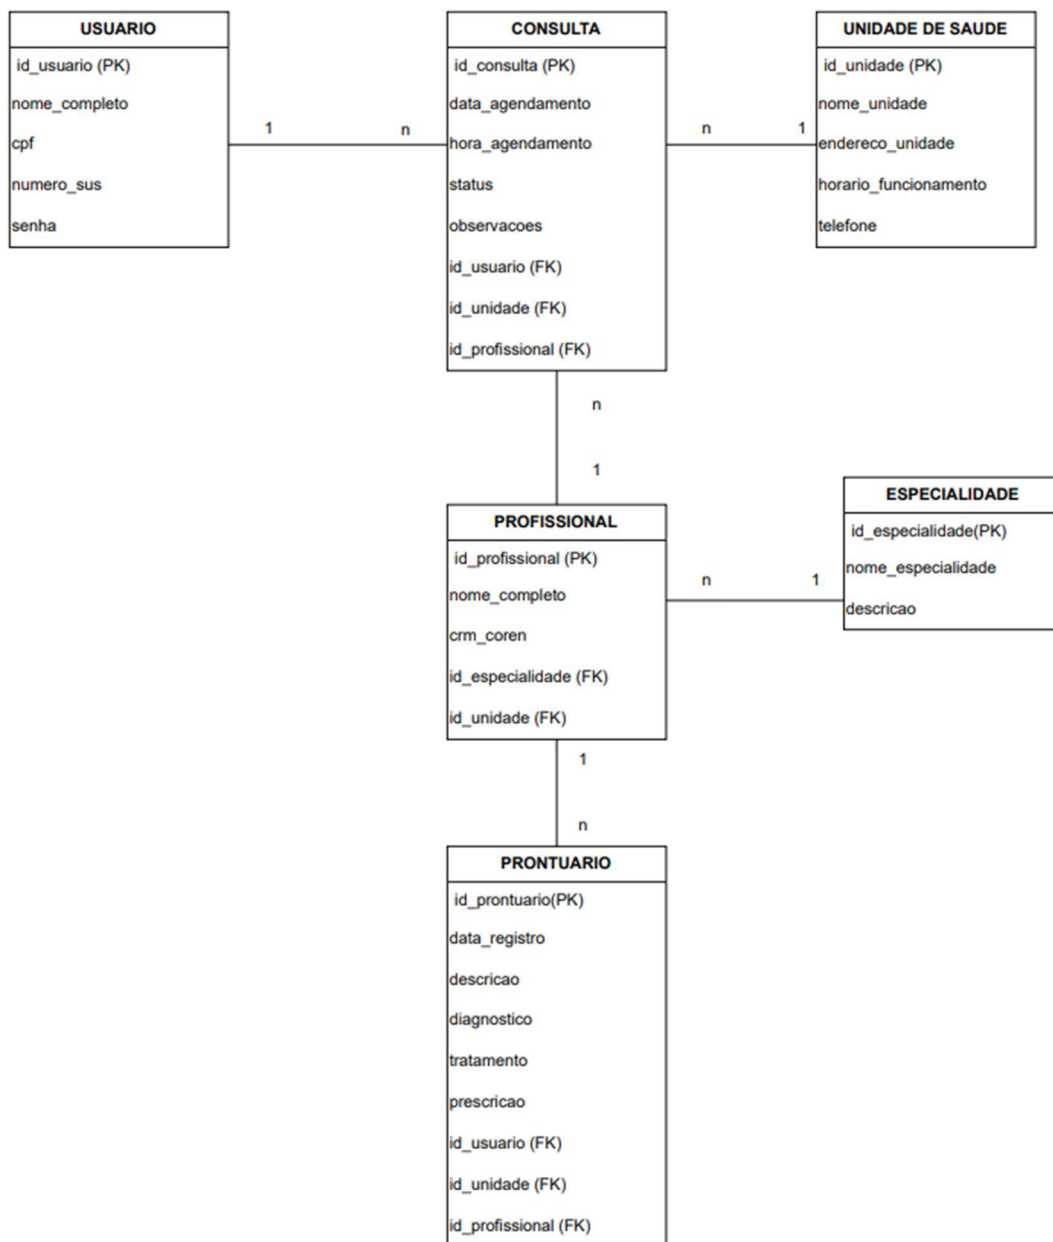 USUARIO
id_usuario (PK)
nome_completo
cpf
numero_sus
senha
1
n
CONSULTA
id_consulta (PK)
data_agendamento
hora_agendamento
status
observacoes
id_usuario (FK)
id_unidade (FK)
id_profissional (FK)
n
1
UNIDADE DE SAUDE
id_unidade (PK)
nome_unidade
endereco_unidade
horario_funcionamento
telefone
n
1
PROFISSIONAL
id_profissional (PK)
nome_completo
crm_coren
id_especialidade (FK)
id_unidade (FK)
n
1
ESPECIALIDADE
id_especialidade(PK)
nome_especialidade
descricao
1
n
PRONTUARIO
id_prontuario(PK)
data_registro
descricao
diagnostico
tratamento
prescricao
id_usuario (FK)
id_unidade (FK)
id_profissional (FK)